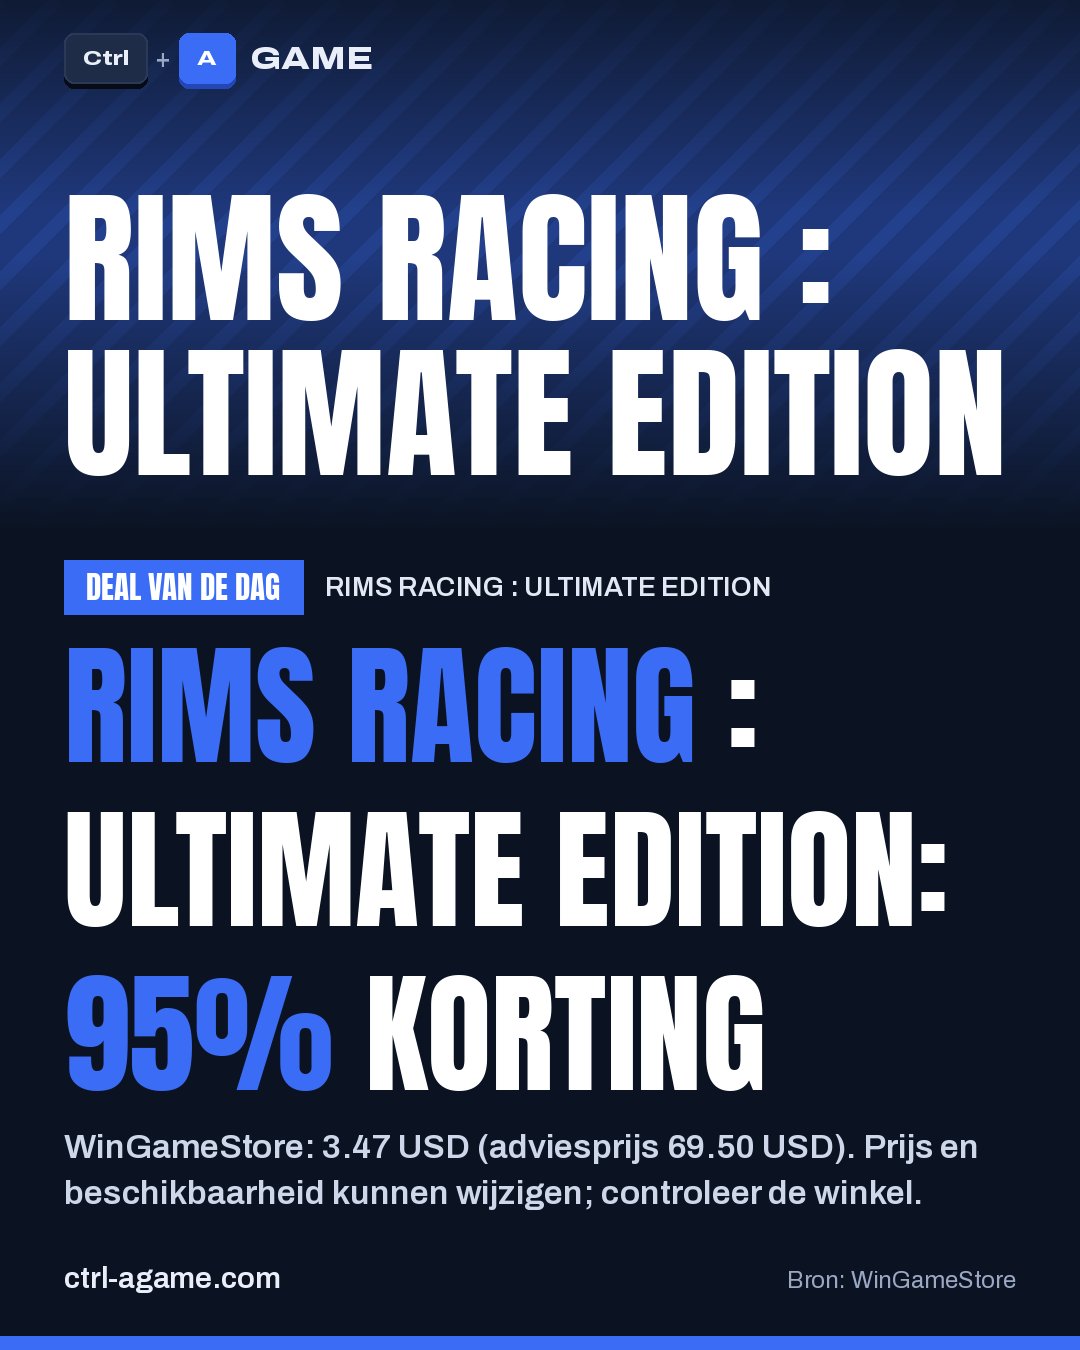 Ctrl + A GAME
RIMS RACING :
ULTIMATE EDITION
DEAL VAN DE DAG RIMS RACING : ULTIMATE EDITION
RIMS RACING :
ULTIMATE EDITION:
95% KORTING
WinGameStore: 3.47 USD (adviesprijs 69.50 USD). Prijs en
beschikbaarheid kunnen wijzigen; controleer de winkel.
ctrl-agame.com Bron: WinGameStore